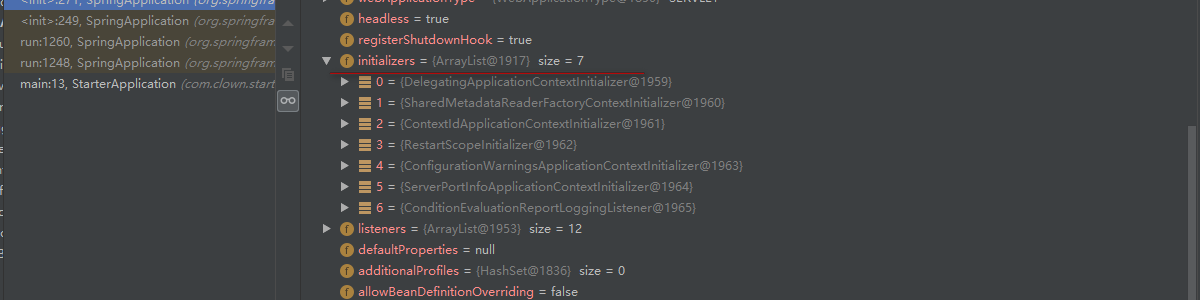 <init>:271, SpringApplication (org.springfram
<init>:249, SpringApplication (org.springfram
run:1260, SpringApplication (org.springfram
run:1248, SpringApplication (org.springfram
main:13, StarterApplication (com.clown.start
webApplicationType = {WebApplicationType@1856} "SERVLET"
headless = true
registerShutdownHook = true
initializers = {ArrayList@1917} size = 7
0 = {DelegatingApplicationContextInitializer@1959}
1 = {SharedMetadataReaderFactoryContextInitializer@1960}
2 = {ContextIdApplicationContextInitializer@1961}
3 = {RestartScopeInitializer@1962}
4 = {ConfigurationWarningsApplicationContextInitializer@1963}
5 = {ServerPortInfoApplicationContextInitializer@1964}
6 = {ConditionEvaluationReportLoggingListener@1965}
listeners = {ArrayList@1953} size = 12
defaultProperties = null
additionalProfiles = {HashSet@1836} size = 0
allowBeanDefinitionOverriding = false